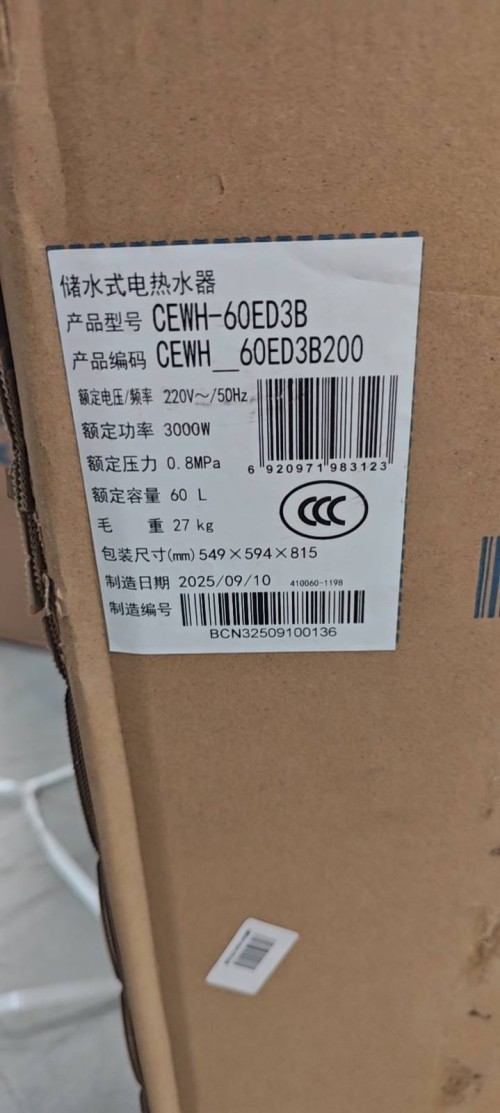 储水式电热水器
产品型号 CEWH-60ED3B
产品编码 CEWH__60ED3B200
额定电压/频率 220V～/50Hz
额定功率 3000W
额定压力 0.8MPa
6 920971 983123
额定容量 60 L
CCC
毛 重 27 kg
包装尺寸(mm) 549×594×815
制造日期 2025/09/10 410060-1198
制造编号
BCN32509100136